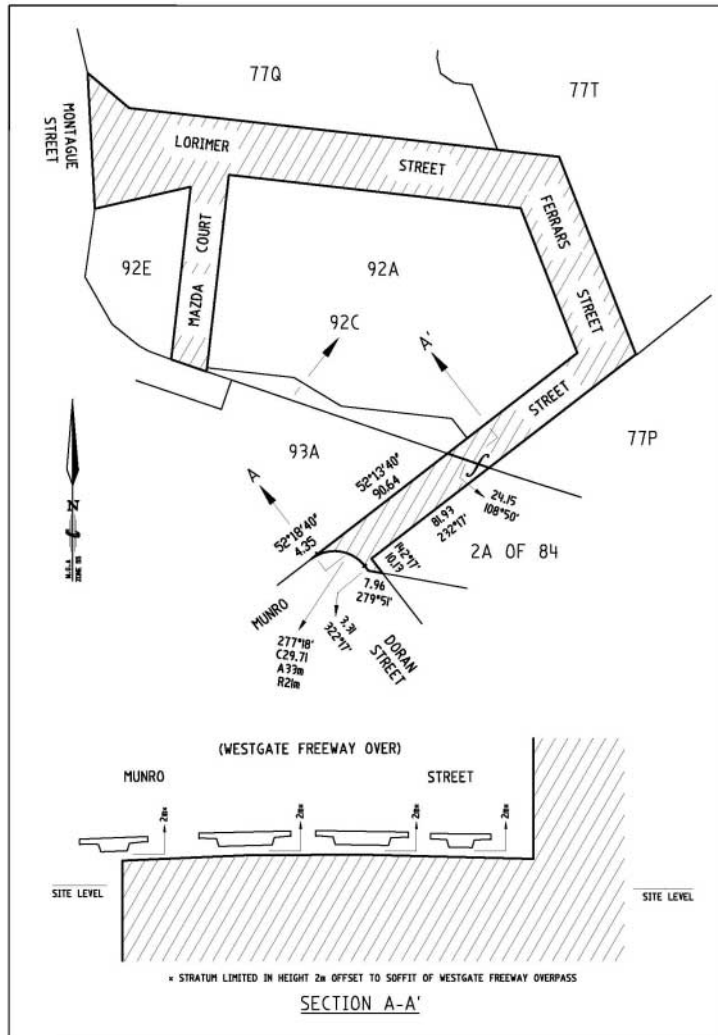 77Q
77T
MONTAGUE
STREET
LORIMER
STREET
FERRARS
STREET
92E
MAZDA
COURT
92A
92C
A'
STREET
77P
93A
A
52°13'40"
90.64
24.15
108°50'
81.93
232°17'
52°18'40"
4.35
2A OF 84
142°17'
10.13
N
M.G.A
ZONE 55
MUNRO
7.96
279°51'
3.31
322°17'
DORAN
STREET
277°18'
C29.71
A33m
R21m
(WESTGATE FREEWAY OVER)
MUNRO
STREET
2m*
2m*
2m*
2m*
SITE LEVEL
SITE LEVEL
* STRATUM LIMITED IN HEIGHT 2m OFFSET TO SOFFIT OF WESTGATE FREEWAY OVERPASS
SECTION A-A'